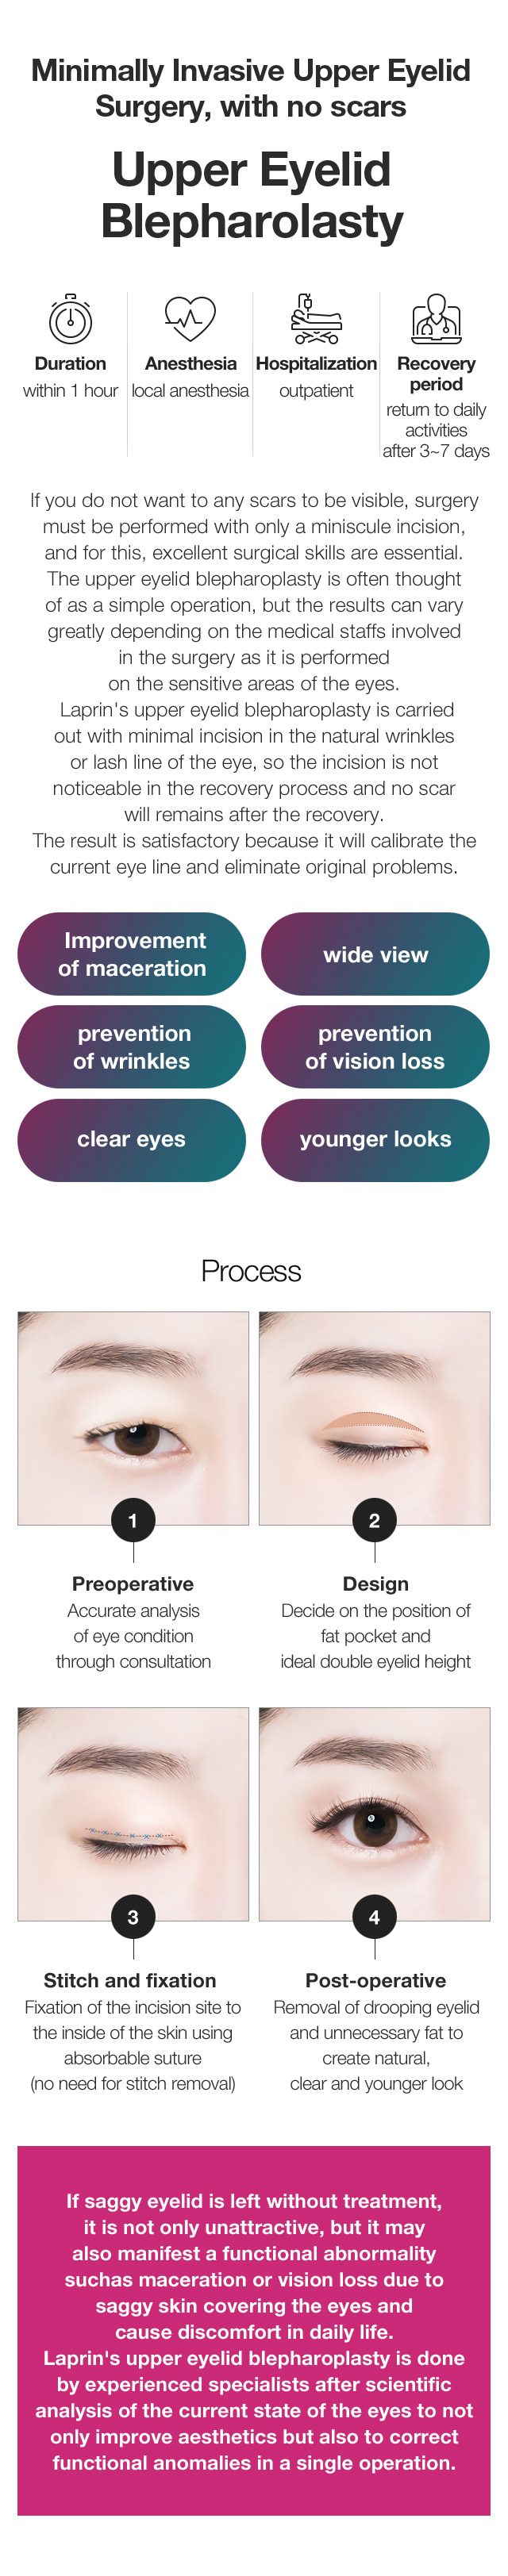 Minimally Invasive Upper Eyelid
Surgery, with no scars
Upper Eyelid
Blepharolasty
Duration
within 1 hour
Anesthesia
local anesthesia
Hospitalization
outpatient
Recovery
period
return to daily
activities
after 3~7 days
If you do not want to any scars to be visible, surgery
must be performed with only a miniscule incision,
and for this, excellent surgical skills are essential.
The upper eyelid blepharoplasty is often thought
of as a simple operation, but the results can vary
greatly depending on the medical staffs involved
in the surgery as it is performed
on the sensitive areas of the eyes.
Laprin's upper eyelid blepharoplasty is carried
out with minimal incision in the natural wrinkles
or lash line of the eye, so the incision is not
noticeable in the recovery process and no scar
will remains after the recovery.
The result is satisfactory because it will calibrate the
current eye line and eliminate original problems.
Improvement
of maceration
wide view
prevention
of wrinkles
prevention
of vision loss
clear eyes
younger looks
Process
1
Preoperative
Accurate analysis
of eye condition
through consultation
2
Design
Decide on the position of
fat pocket and
ideal double eyelid height
3
Stitch and fixation
Fixation of the incision site to
the inside of the skin using
absorbable suture
(no need for stitch removal)
4
Post-operative
Removal of drooping eyelid
and unnecessary fat to
create natural,
clear and younger look
If saggy eyelid is left without treatment,
it is not only unattractive, but it may
also manifest a functional abnormality
suchas maceration or vision loss due to
saggy skin covering the eyes and
cause discomfort in daily life.
Laprin's upper eyelid blepharoplasty is done
by experienced specialists after scientific
analysis of the current state of the eyes to not
only improve aesthetics but also to correct
functional anomalies in a single operation.